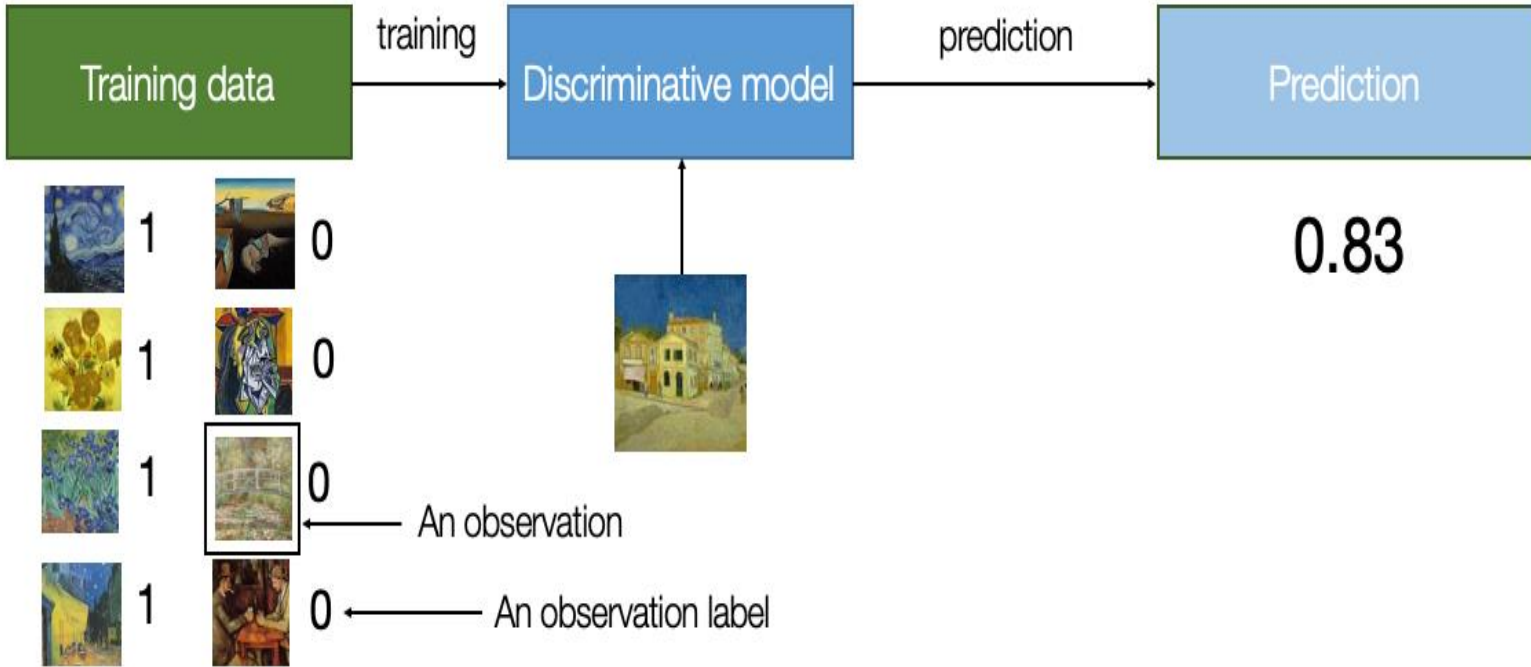 Training data
training
Discriminative model
prediction
Prediction
1
0
0.83
1
0
1
0
An observation
1
0
An observation label